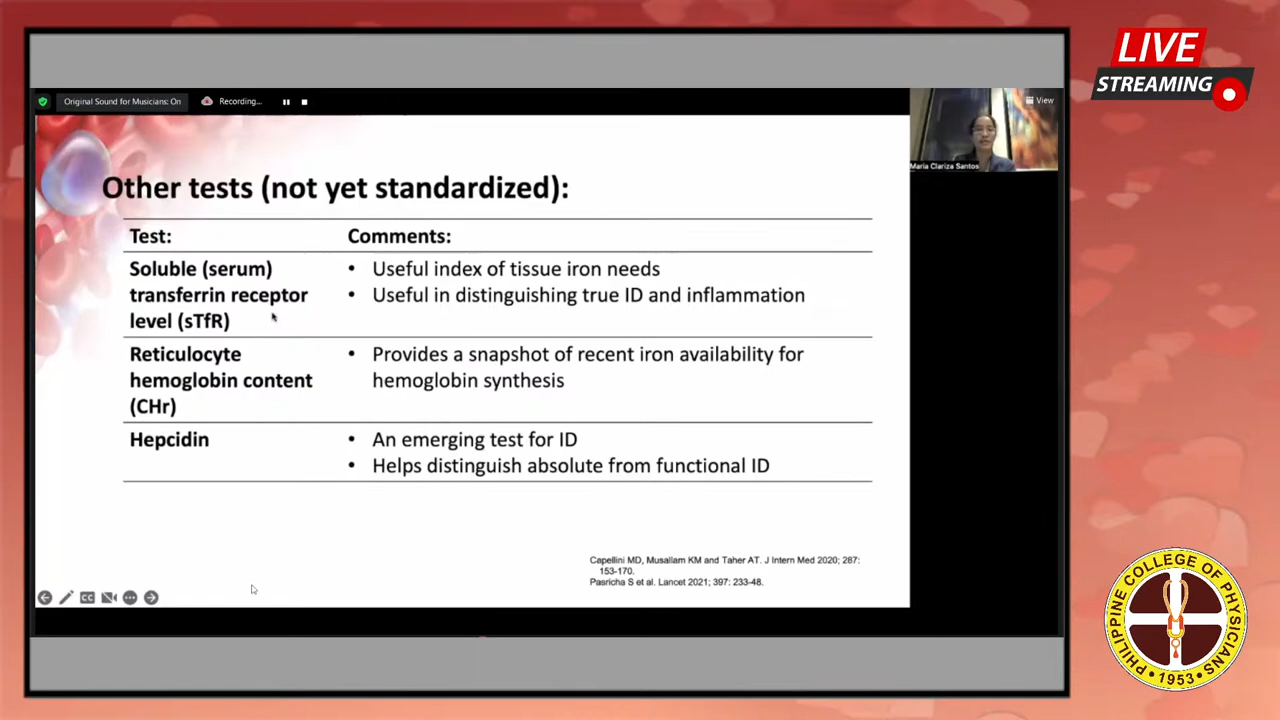 LIVE
STREAMING
Original Sound for Musicians: On
Recording...
View
Maria Clariza Santos
Other tests (not yet standardized):
Test:
Comments:
Soluble (serum)
transferrin receptor
level (sTfR)
• Useful index of tissue iron needs
• Useful in distinguishing true ID and inflammation
Reticulocyte
hemoglobin content
(CHr)
• Provides a snapshot of recent iron availability for
hemoglobin synthesis
Hepcidin
• An emerging test for ID
• Helps distinguish absolute from functional ID
Capellini MD, Musallam KM and Taher AT. J Intern Med 2020; 287:
153-170.
Pasricha S et al. Lancet 2021; 397: 233-48.
CC
PHILIPPINE COLLEGE OF PHYSICIANS
1953